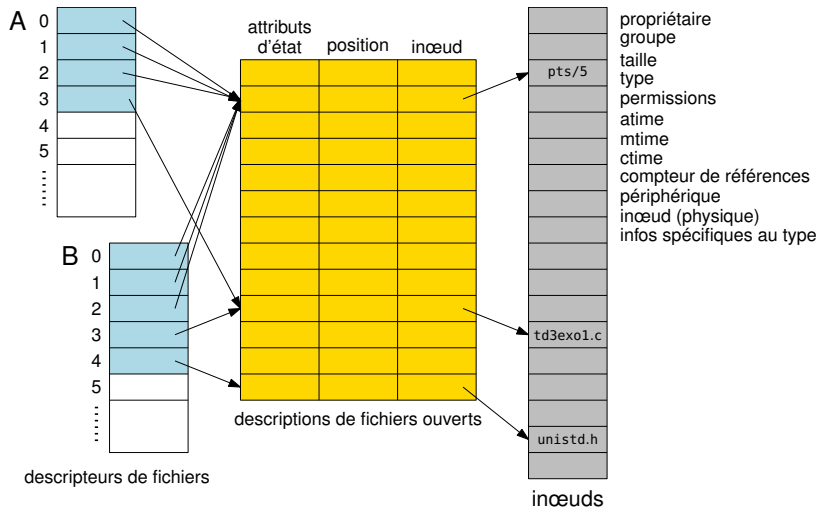 A
0
1
2
3
4
5
B
0
1
2
3
4
5
descripteurs de fichiers
attributs
d'état
position
inœud
descriptions de fichiers ouverts
pts/5
td3exo1.c
unistd.h
inœuds
propriétaire
groupe
taille
type
permissions
atime
mtime
ctime
compteur de références
périphérique
inœud (physique)
infos spécifiques au type